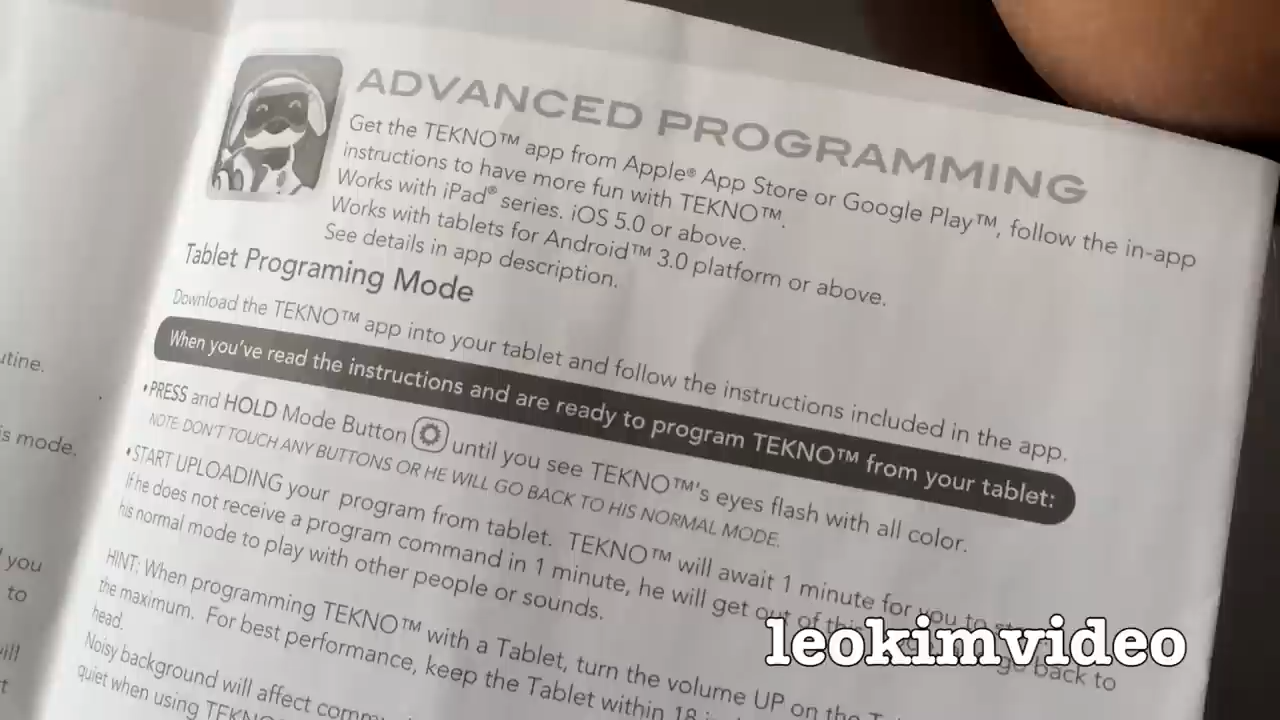 ADVANCED PROGRAMMING
Get the TEKNO™ app from Apple® App Store or Google Play™, follow the in-app
instructions to have more fun with TEKNO™.
Works with iPad® series. iOS 5.0 or above.
Works with tablets for Android™ 3.0 platform or above.
See details in app description.
Tablet Programing Mode
Download the TEKNO™ app into your tablet and follow the instructions included in the app.
When you've read the instructions and are ready to program TEKNO™ from your tablet:
•PRESS and HOLD Mode Button until you see TEKNO™'s eyes flash with all color.
NOTE: DON'T TOUCH ANY BUTTONS OR HE WILL GO BACK TO HIS NORMAL MODE.
•START UPLOADING your program from tablet. TEKNO™ will await 1 minute for you to
If he does not receive a program command in 1 minute, he will get out of this go back to
his normal mode to play with other people or sounds.
HINT: When programming TEKNO™ with a Tablet, turn the volume UP on the
the maximum. For best performance, keep the Tablet within 18
head.
Noisy background will affect
quiet when using
utine.
is mode.
you
to
leokimvideo